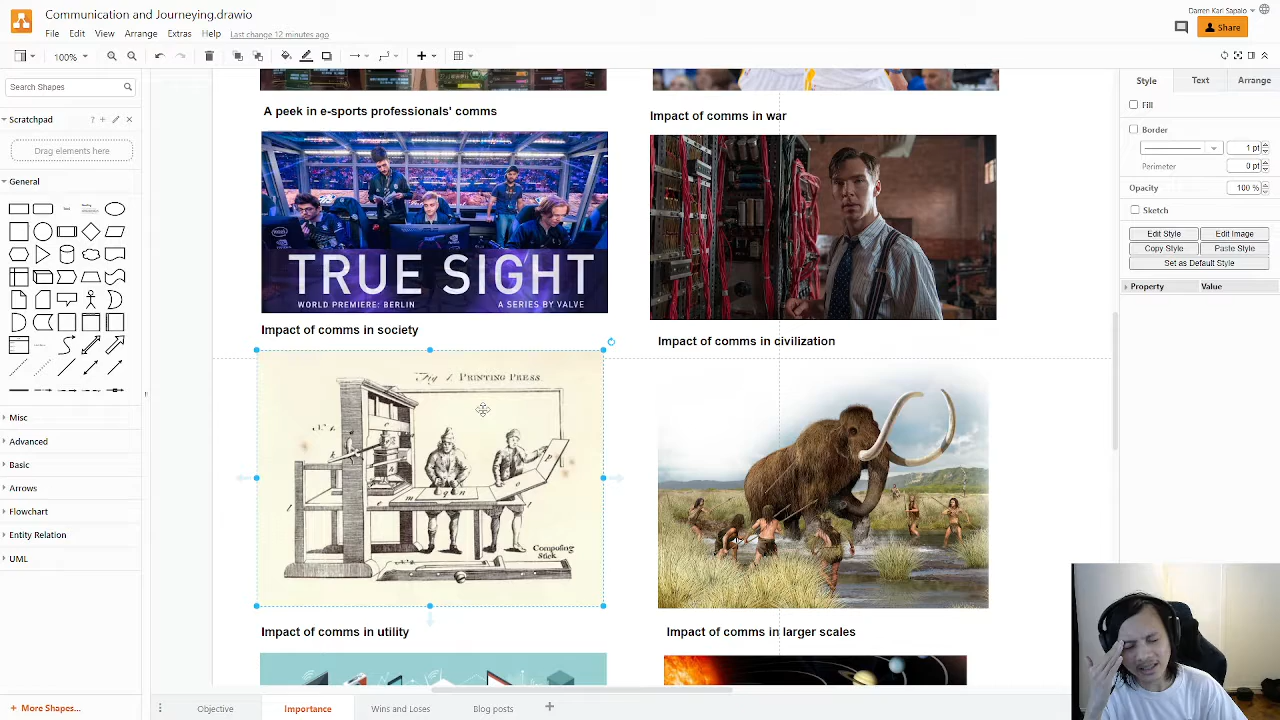 Communication and Journeying.drawio
Darren Karl Sapalo
File Edit View Arrange Extras Help Last change 12 minutes ago
Share
100%
Search Shapes
Style Text Arrange
A peek in e-sports professionals' comms
Impact of comms in war
Fill
Scratchpad
Border
Drag elements here
1 pt
Perimeter
0 pt
TRUE SIGHT
WORLD PREMIERE: BERLIN A SERIES BY VALVE
General
Opacity
100 %
Sketch
Edit Style Edit Image
Copy Style Paste Style
Set as Default Style
Property Value
Impact of comms in society
Impact of comms in civilization
Fig 1. PRINTING PRESS
Composing
Stick
Misc
Advanced
Basic
Arrows
Flowchart
Entity Relation
UML
Impact of comms in utility
Impact of comms in larger scales
More Shapes...
Objective Importance Wins and Loses Blog posts